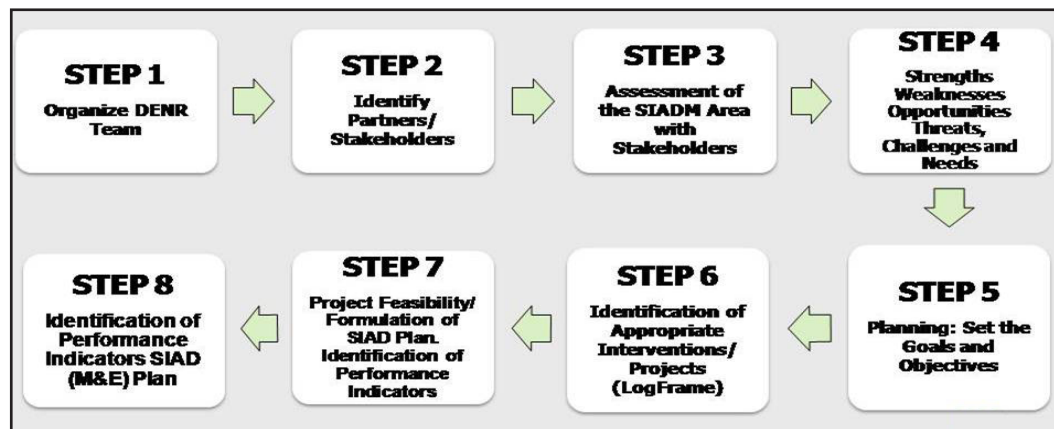 STEP 1
Organize DENR
Team
STEP 2
Identify
Partners/
Stakeholders
STEP 3
Assessment of
the SIADM Area
with
Stakeholders
STEP 4
Strengths
Weaknesses
Opportunities
Threats,
Challenges and
Needs
STEP 5
Planning: Set the
Goals and
Objectives
STEP 6
Identification of
Appropriate
Interventions/
Projects
(LogFrame)
STEP 7
Project Feasibility/
Formulation of
SIAD Plan.
Identification of
Performance
Indicators
STEP 8
Identification of
Performance
Indicators SIAD
(M&E) Plan